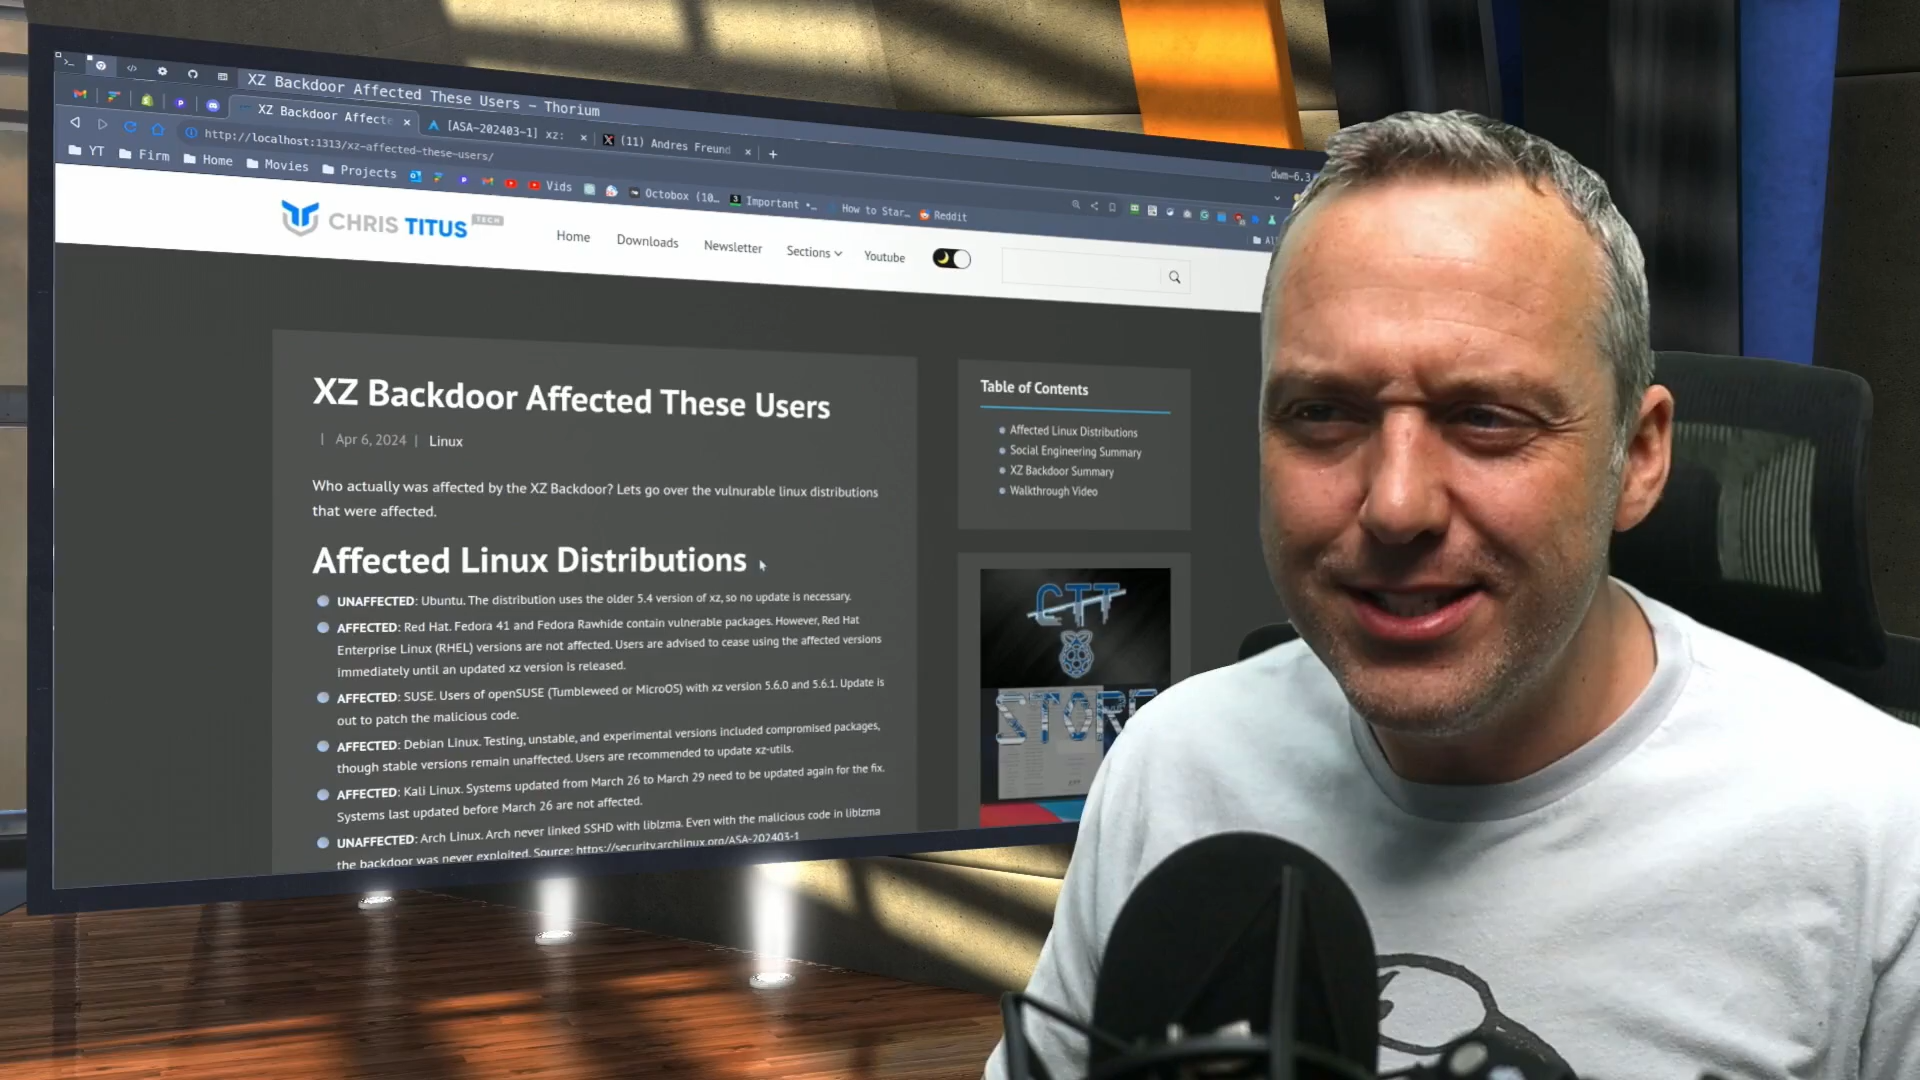 XZ Backdoor Affected These Users – Thorium
XZ Backdoor Affecte
[ASA-202403-1] xz:
(11) Andres Freund
dwm-6.3
http://localhost:1313/xz-affected-these-users/
YT
Firm
Home
Movies
Projects
Vids
Octobox (10…
Important •…
How to Star…
Reddit
CHRIS TITUS TECH
Home
Downloads
Newsletter
Sections
Youtube
XZ Backdoor Affected These Users
| Apr 6, 2024 | Linux
Who actually was affected by the XZ Backdoor? Lets go over the vulnurable linux distributions
that were affected.
Affected Linux Distributions
UNAFFECTED: Ubuntu. The distribution uses the older 5.4 version of xz, so no update is necessary.
AFFECTED: Red Hat. Fedora 41 and Fedora Rawhide contain vulnerable packages. However, Red Hat
Enterprise Linux (RHEL) versions are not affected. Users are advised to cease using the affected versions
immediately until an updated xz version is released.
AFFECTED: SUSE. Users of openSUSE (Tumbleweed or MicroOS) with xz version 5.6.0 and 5.6.1. Update is
out to patch the malicious code.
AFFECTED: Debian Linux. Testing, unstable, and experimental versions included compromised packages,
though stable versions remain unaffected. Users are recommended to update xz-utils.
AFFECTED: Kali Linux. Systems updated from March 26 to March 29 need to be updated again for the fix.
Systems last updated before March 26 are not affected.
UNAFFECTED: Arch Linux. Arch never linked SSHD with liblzma. Even with the malicious code in liblzma
the backdoor was never exploited. Source: https://security.archlinux.org/ASA-202403-1
Table of Contents
Affected Linux Distributions
Social Engineering Summary
XZ Backdoor Summary
Walkthrough Video
CTT
STORE